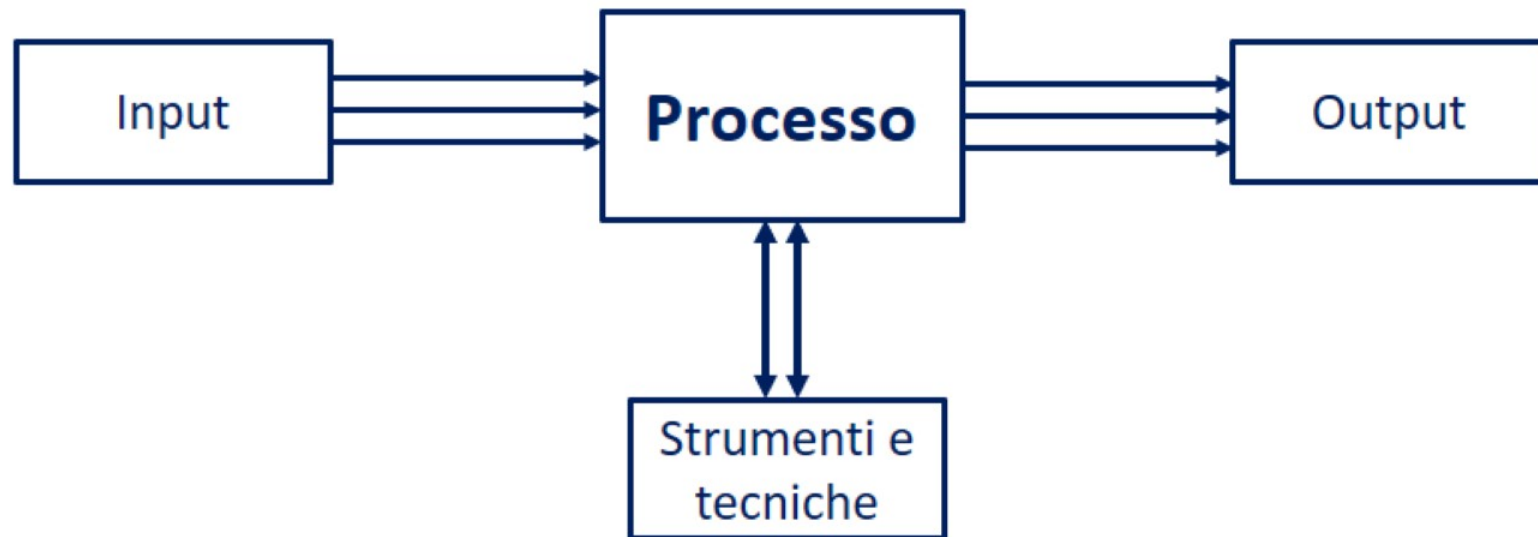 Input
Processo
Output
Strumenti e
tecniche